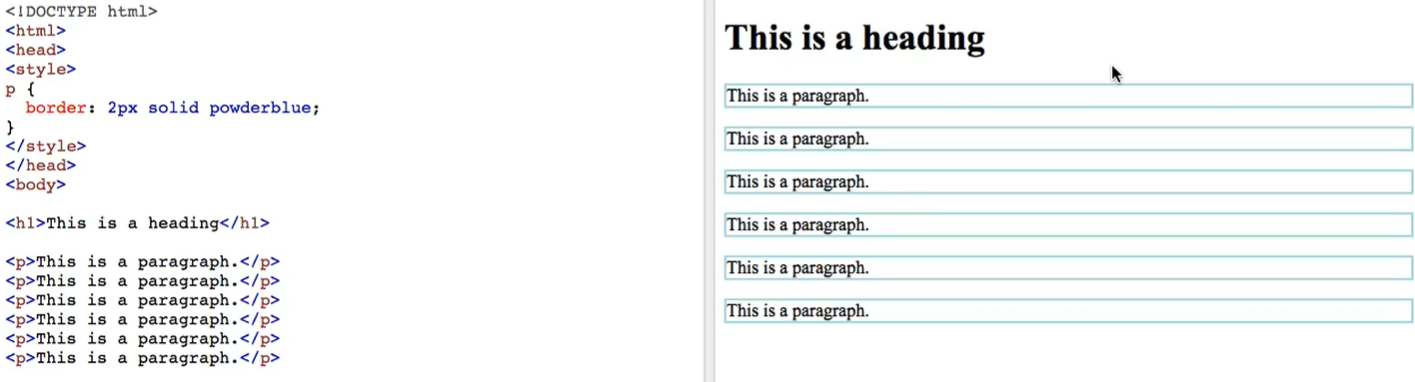 <!DOCTYPE html>
<html>
<head>
<style>
p {
  border: 2px solid powderblue;
}
</style>
</head>
<body>
<h1>This is a heading</h1>
<p>This is a paragraph.</p>
<p>This is a paragraph.</p>
<p>This is a paragraph.</p>
<p>This is a paragraph.</p>
<p>This is a paragraph.</p>
<p>This is a paragraph.</p>
This is a heading
This is a paragraph.
This is a paragraph.
This is a paragraph.
This is a paragraph.
This is a paragraph.
This is a paragraph.